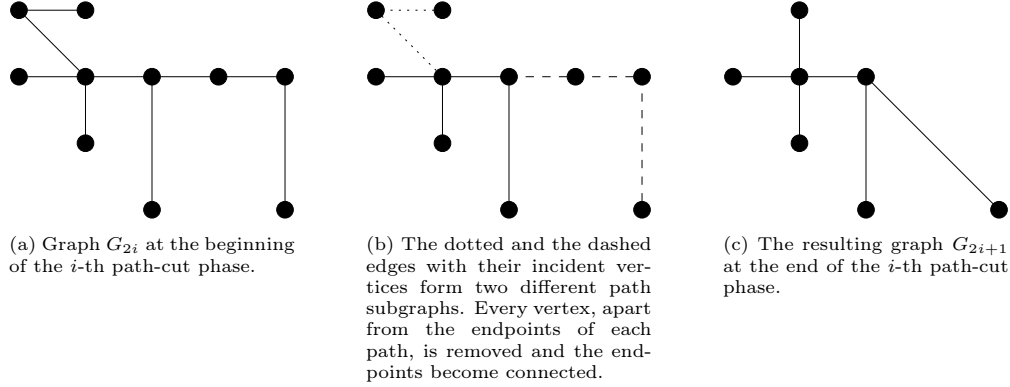 (a) Graph G₂ᵢ at the beginning
of the i-th path-cut phase.
(b) The dotted and the dashed
edges with their incident ver-
tices form two different path
subgraphs. Every vertex, apart
from the endpoints of each
path, is removed and the end-
points become connected.
(c) The resulting graph G₂ᵢ₊₁
at the end of the i-th path-cut
phase.